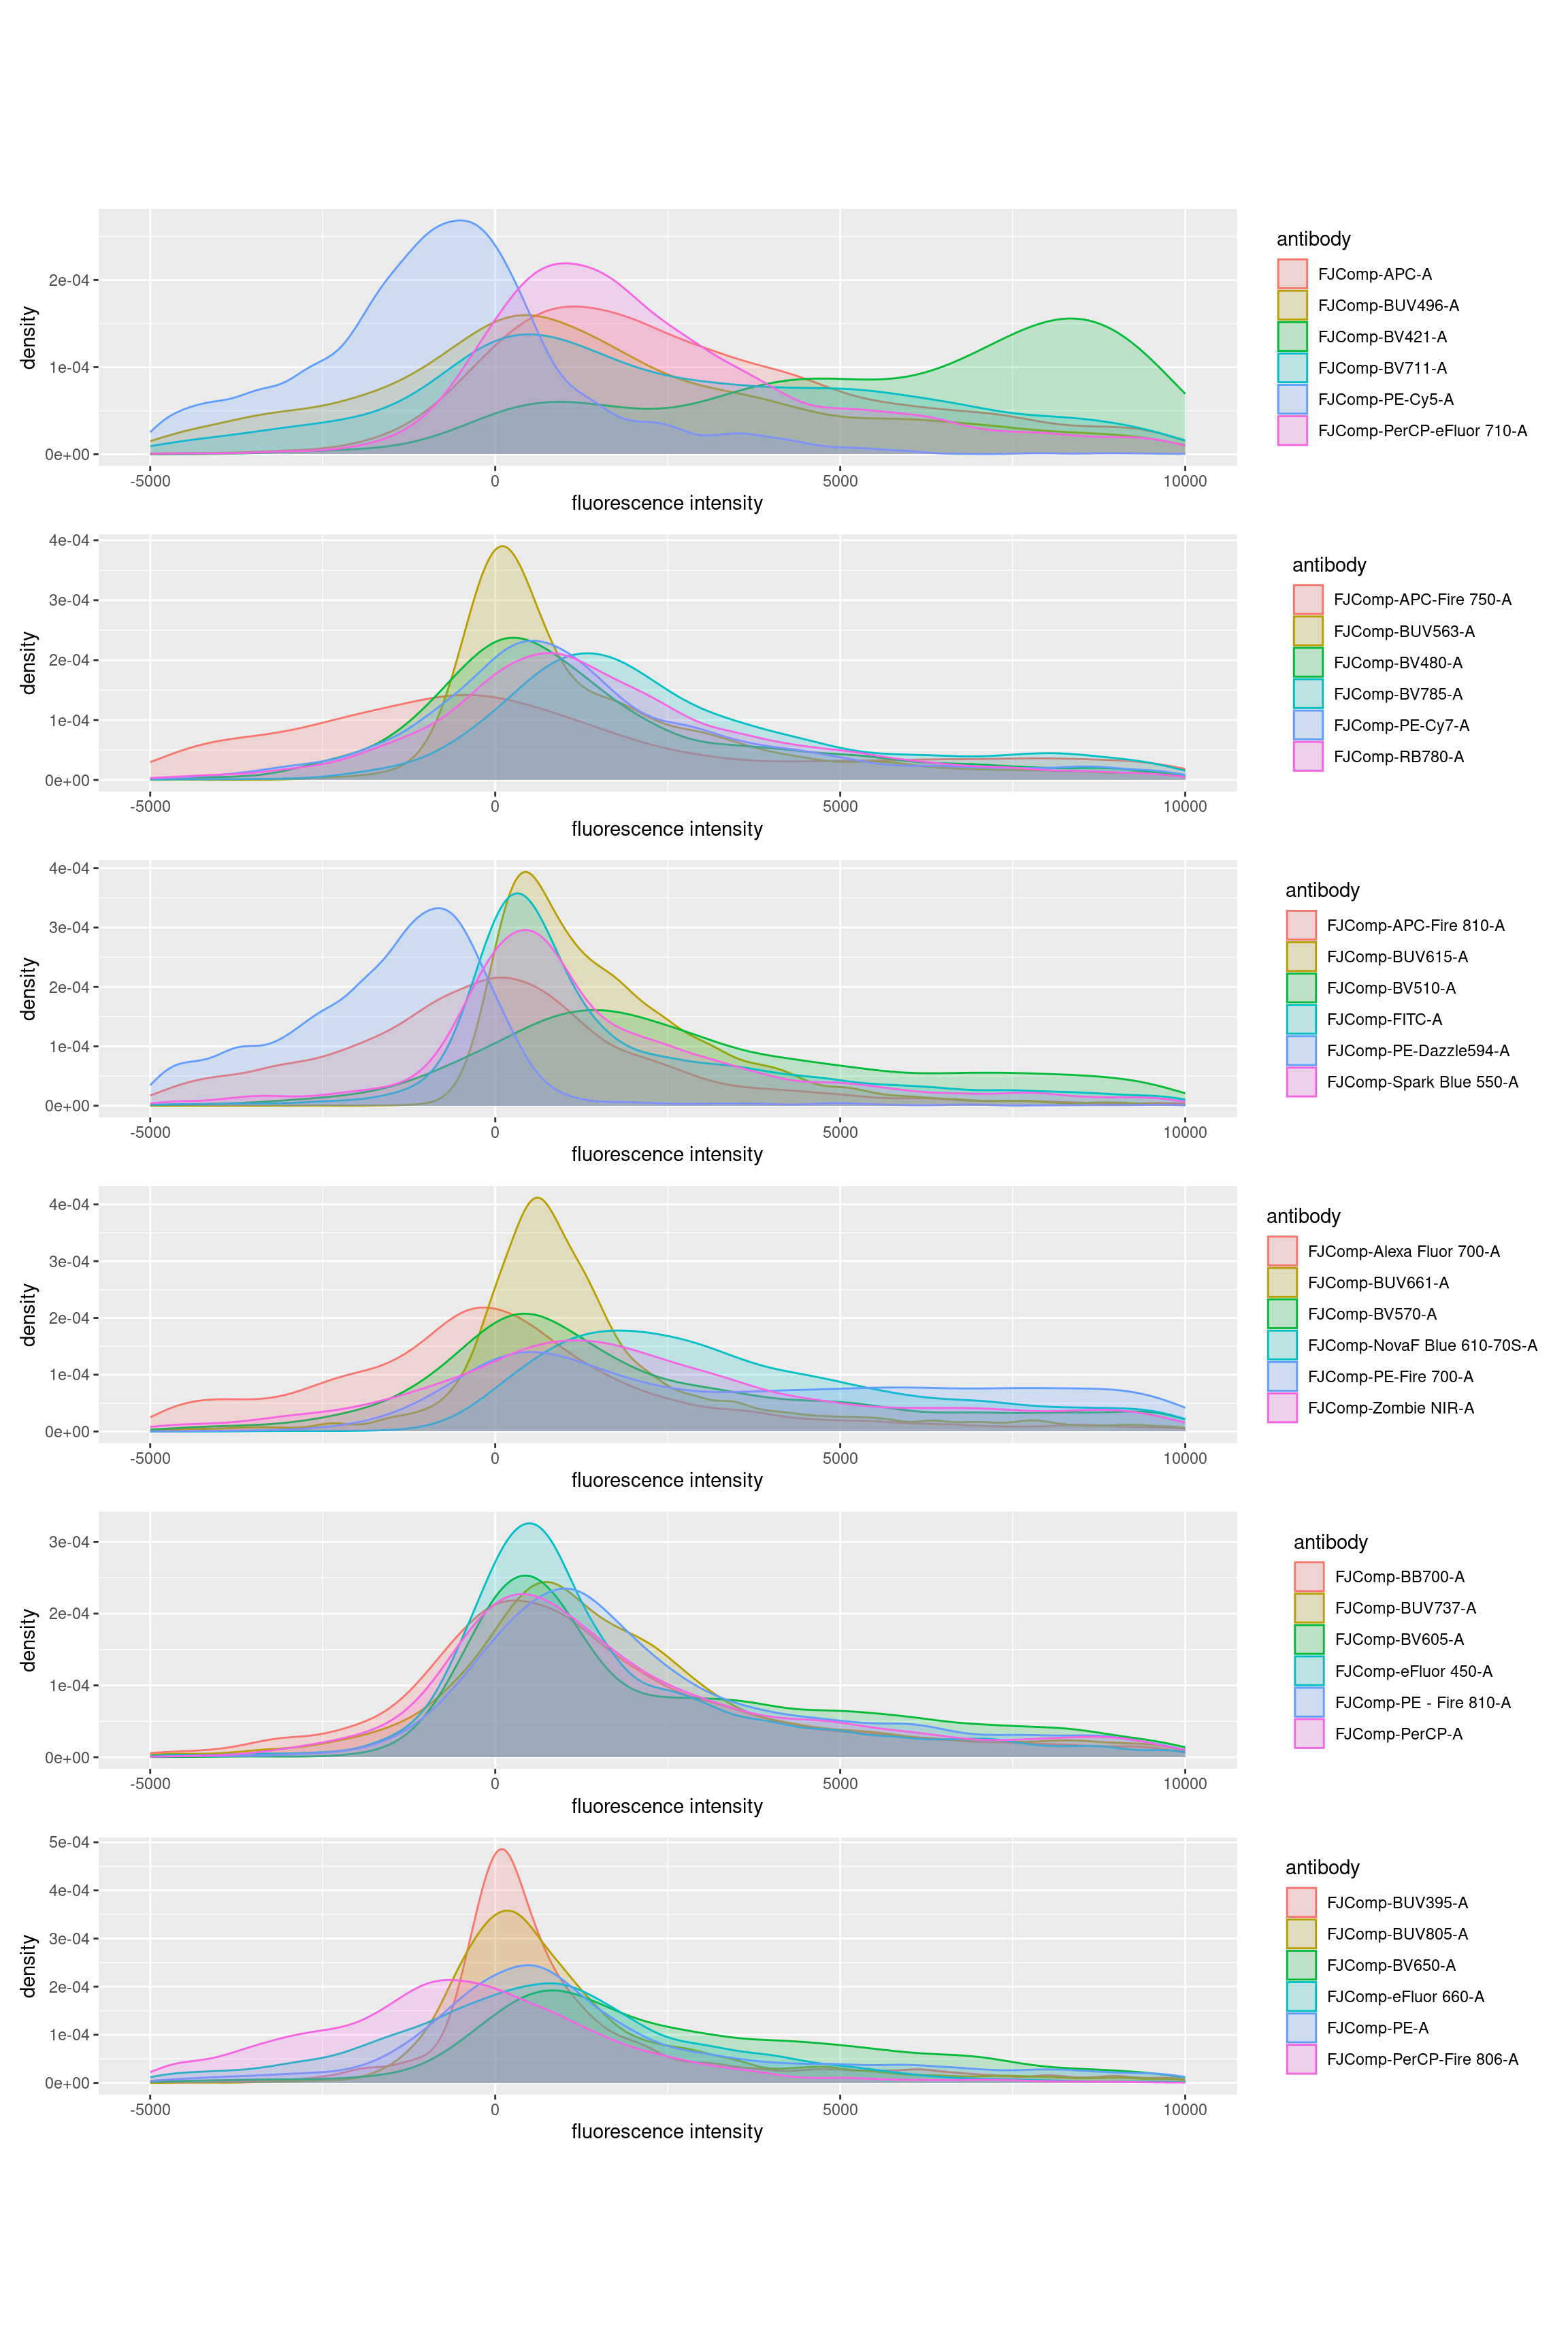 antibody
FJComp-APC-A
FJComp-BUV496-A
FJComp-BV421-A
FJComp-BV711-A
FJComp-PE-Cy5-A
FJComp-PerCP-eFluor 710-A
density
2e-04
1e-04
0e+00
-5000 0 5000 10000
fluorescence intensity
antibody
FJComp-APC-Fire 750-A
FJComp-BUV563-A
FJComp-BV480-A
FJComp-BV785-A
FJComp-PE-Cy7-A
FJComp-RB780-A
density
4e-04
3e-04
2e-04
1e-04
0e+00
-5000 0 5000 10000
fluorescence intensity
antibody
FJComp-APC-Fire 810-A
FJComp-BUV615-A
FJComp-BV510-A
FJComp-FITC-A
FJComp-PE-Dazzle594-A
FJComp-Spark Blue 550-A
density
4e-04
3e-04
2e-04
1e-04
0e+00
-5000 0 5000 10000
fluorescence intensity
antibody
FJComp-Alexa Fluor 700-A
FJComp-BUV661-A
FJComp-BV570-A
FJComp-NovaF Blue 610-70S-A
FJComp-PE-Fire 700-A
FJComp-Zombie NIR-A
density
4e-04
3e-04
2e-04
1e-04
0e+00
-5000 0 5000 10000
fluorescence intensity
antibody
FJComp-BB700-A
FJComp-BUV737-A
FJComp-BV605-A
FJComp-eFluor 450-A
FJComp-PE - Fire 810-A
FJComp-PerCP-A
density
3e-04
2e-04
1e-04
0e+00
-5000 0 5000 10000
fluorescence intensity
antibody
FJComp-BUV395-A
FJComp-BUV805-A
FJComp-BV650-A
FJComp-eFluor 660-A
FJComp-PE-A
FJComp-PerCP-Fire 806-A
density
5e-04
4e-04
3e-04
2e-04
1e-04
0e+00
-5000 0 5000 10000
fluorescence intensity